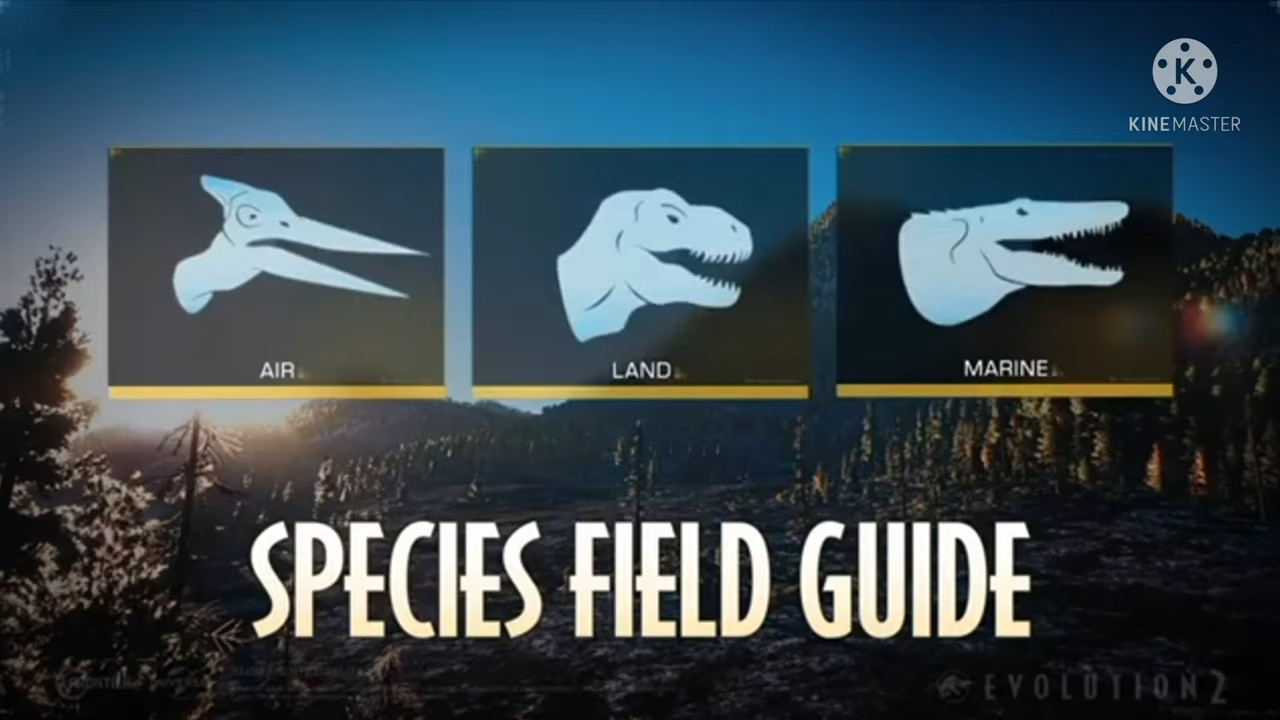 KINEMASTER
AIR
LAND
MARINE
SPECIES FIELD GUIDE
EVOLUTION 2